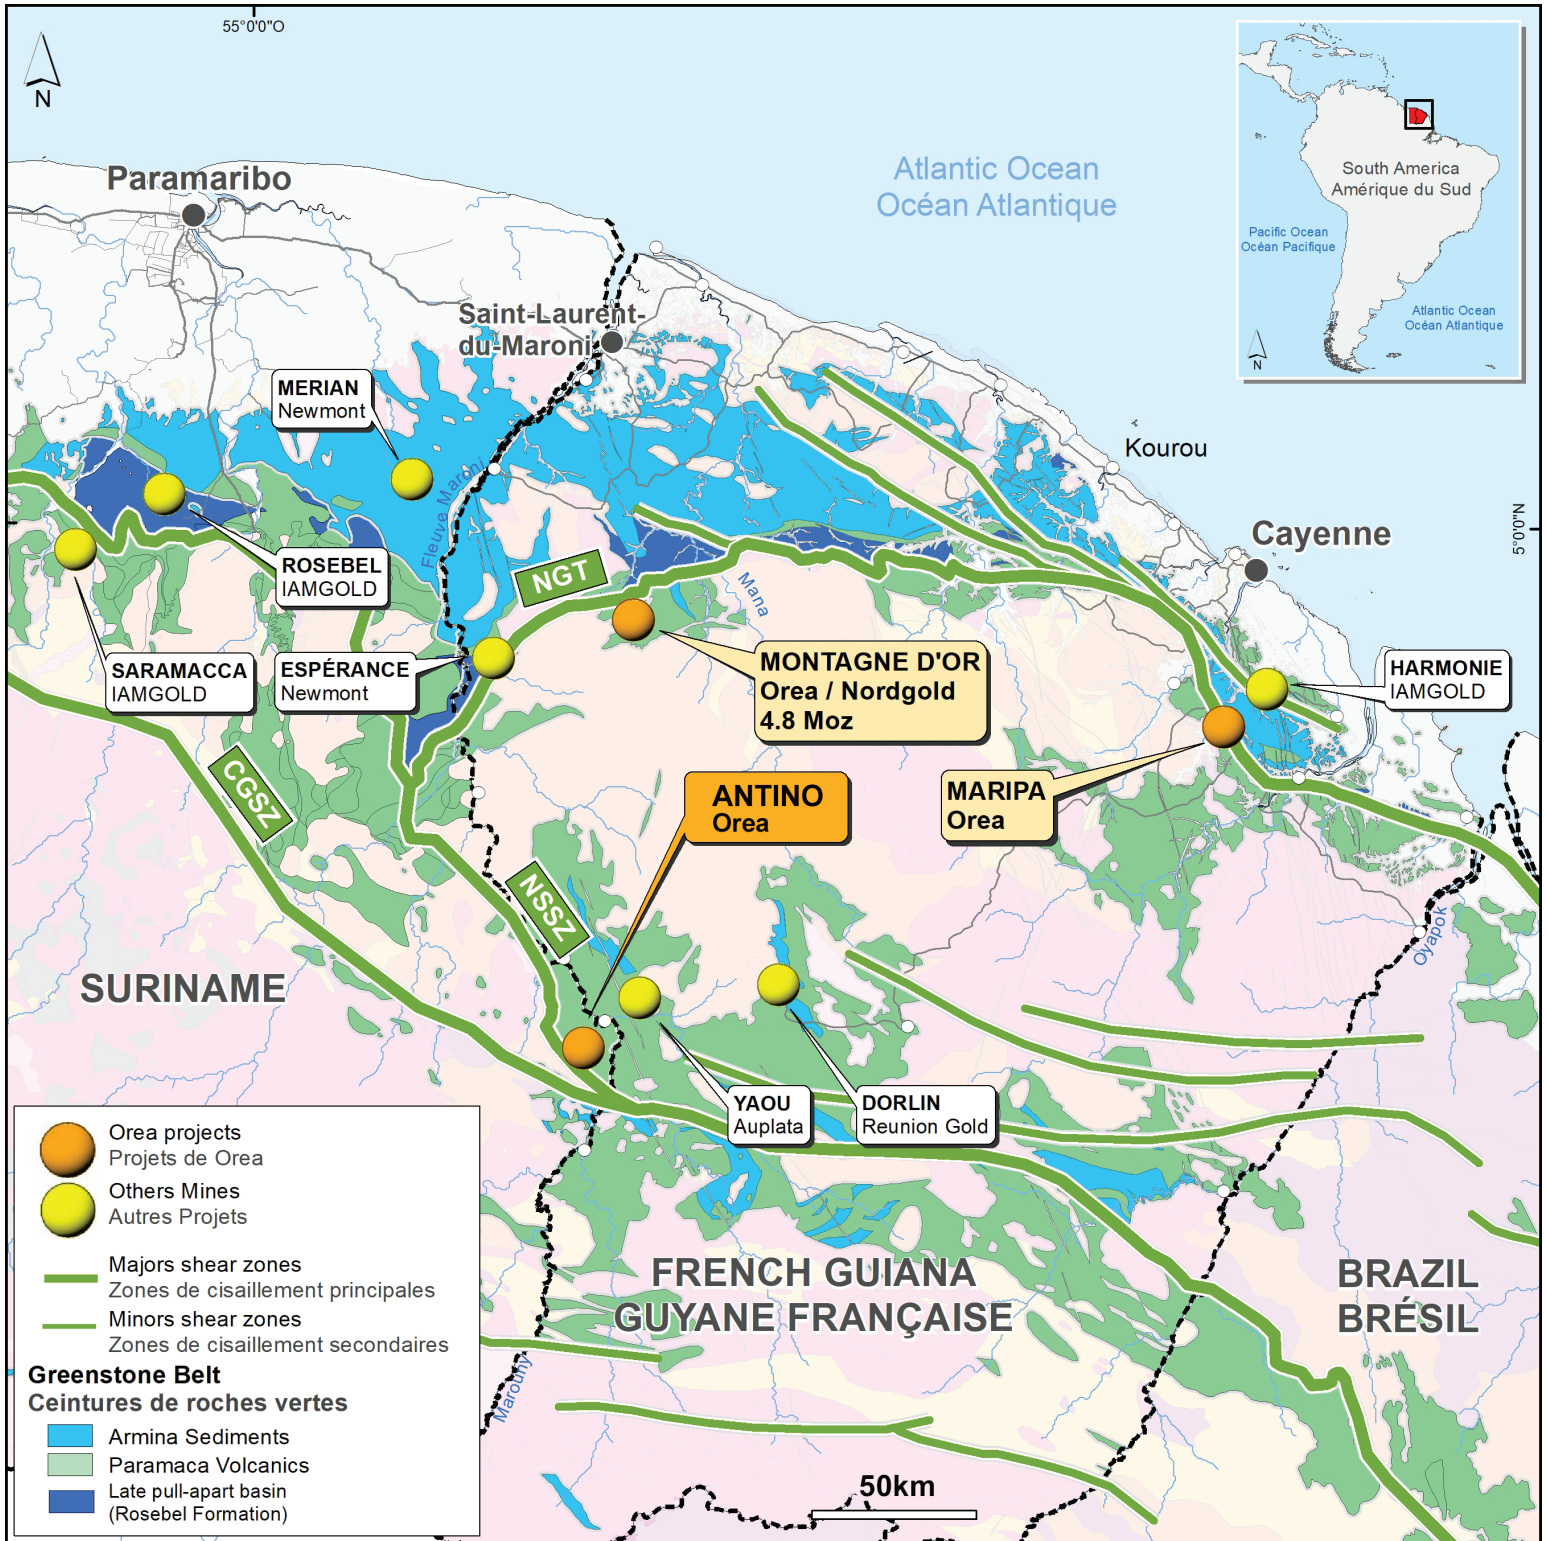 55°0'0"O
N
Paramaribo
Atlantic Ocean
Océan Atlantique
South America
Amérique du Sud
Pacific Ocean
Océan Pacifique
Atlantic Ocean
Océan Atlantique
N
Saint-Laurent-
du-Maroni
MERIAN
Newmont
Kourou
Fleuve Maroni
Cayenne
5°0'0"N
ROSEBEL
IAMGOLD
NGT
Mana
SARAMACCA
IAMGOLD
ESPÉRANCE
Newmont
MONTAGNE D'OR
Orea / Nordgold
4.8 Moz
HARMONIE
IAMGOLD
CGSZ
ANTINO
Orea
MARIPA
Orea
NSSZ
Oyapok
SURINAME
YAOU
Auplata
DORLIN
Reunion Gold
FRENCH GUIANA
GUYANE FRANÇAISE
BRAZIL
BRÉSIL
Marouny
50km
Orea projects
Projets de Orea
Others Mines
Autres Projets
Majors shear zones
Zones de cisaillement principales
Minors shear zones
Zones de cisaillement secondaires
Greenstone Belt
Ceintures de roches vertes
Armina Sediments
Paramaca Volcanics
Late pull-apart basin
(Rosebel Formation)